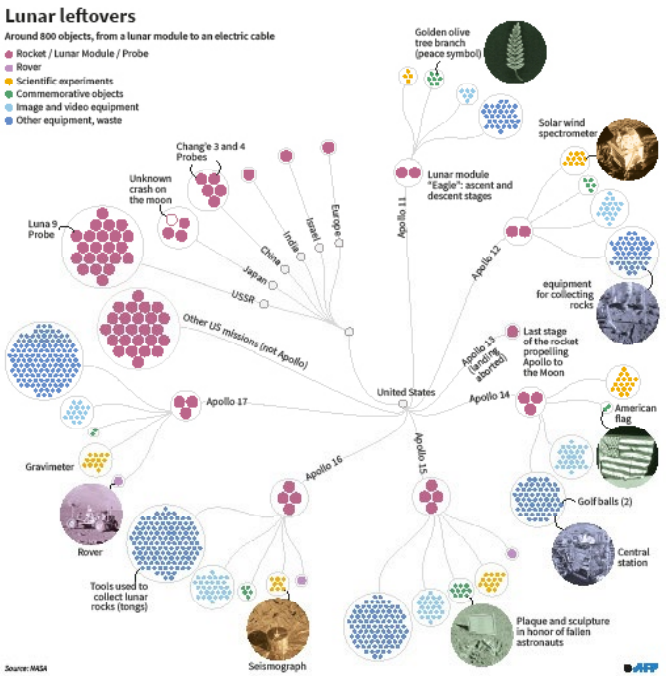 Lunar leftovers
Around 800 objects, from a lunar module to an electric cable
Rocket / Lunar Module / Probe
Rover
Scientific experiments
Commemorative objects
Image and video equipment
Other equipment, waste
Golden olive
tree branch
(peace symbol)
Solar wind
spectrometer
Chang'e 3 and 4
Probes
Unknown
crash on
the moon
Luna 9
Probe
Lunar module
"Eagle": ascent and
descent stages
Apollo 11
Apollo 12
Europe
Israel
India
China
Japan
USSR
equipment
for collecting
rocks
Other US missions (not Apollo)
Apollo 13
(landing
aborted)
Last stage
of the rocket
propelling
Apollo to
the Moon
United States
Apollo 14
American
flag
Apollo 17
Apollo 16
Apollo 15
Gravimeter
Rover
Golf balls (2)
Central
station
Tools used to
collect lunar
rocks (tongs)
Seismograph
Plaque and sculpture
in honor of fallen
astronauts
Source: NASA
AFP